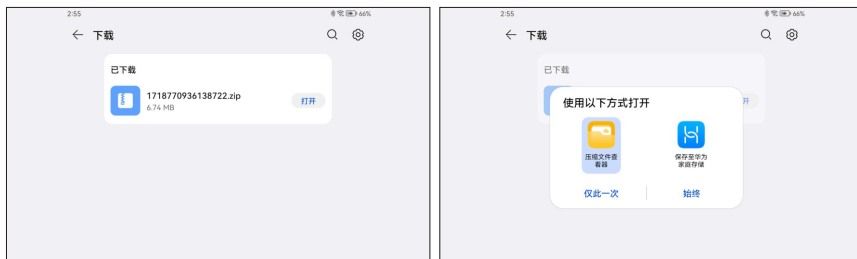 2:55
66%
下载
已下载
1718770936138722.zip
6.74 MB
打开
2:55
66%
下载
已下载
开
使用以下方式打开
压缩文件查
看器
保存至华为
家庭存储
仅此一次
始终